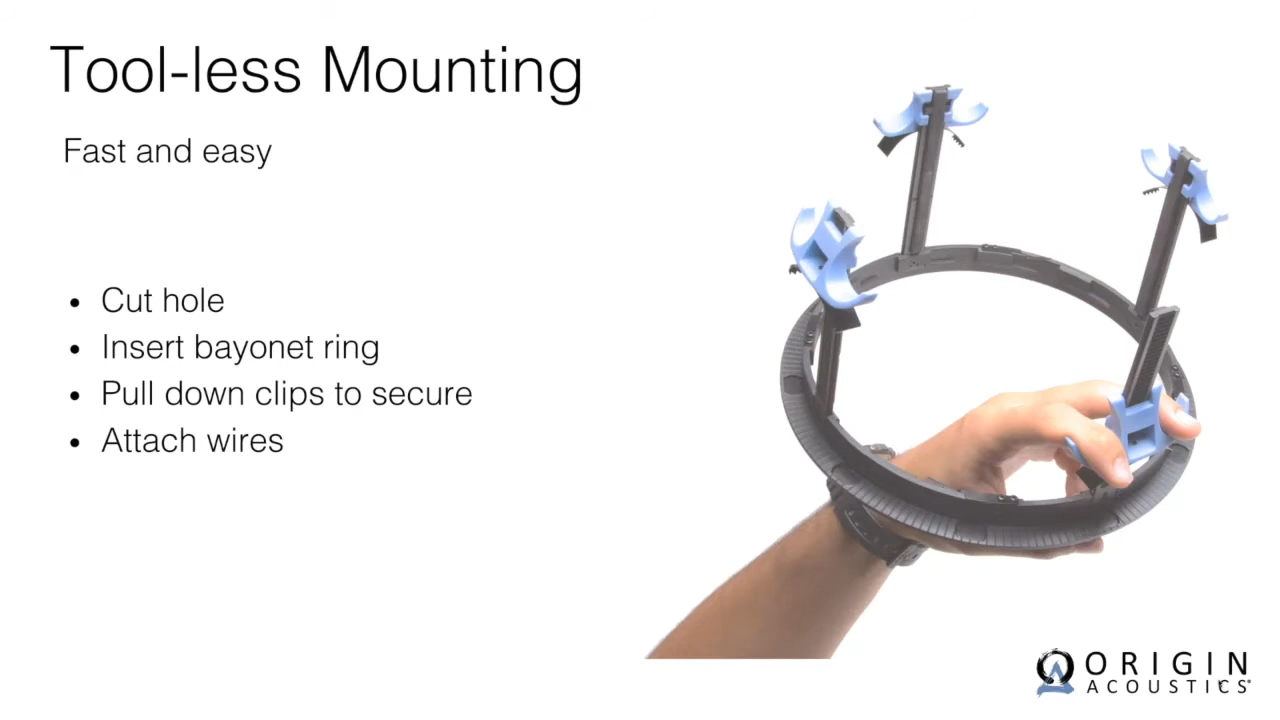 Tool-less Mounting
Fast and easy
• Cut hole
• Insert bayonet ring
• Pull down clips to secure
• Attach wires
ORIGIN
ACOUSTICS®